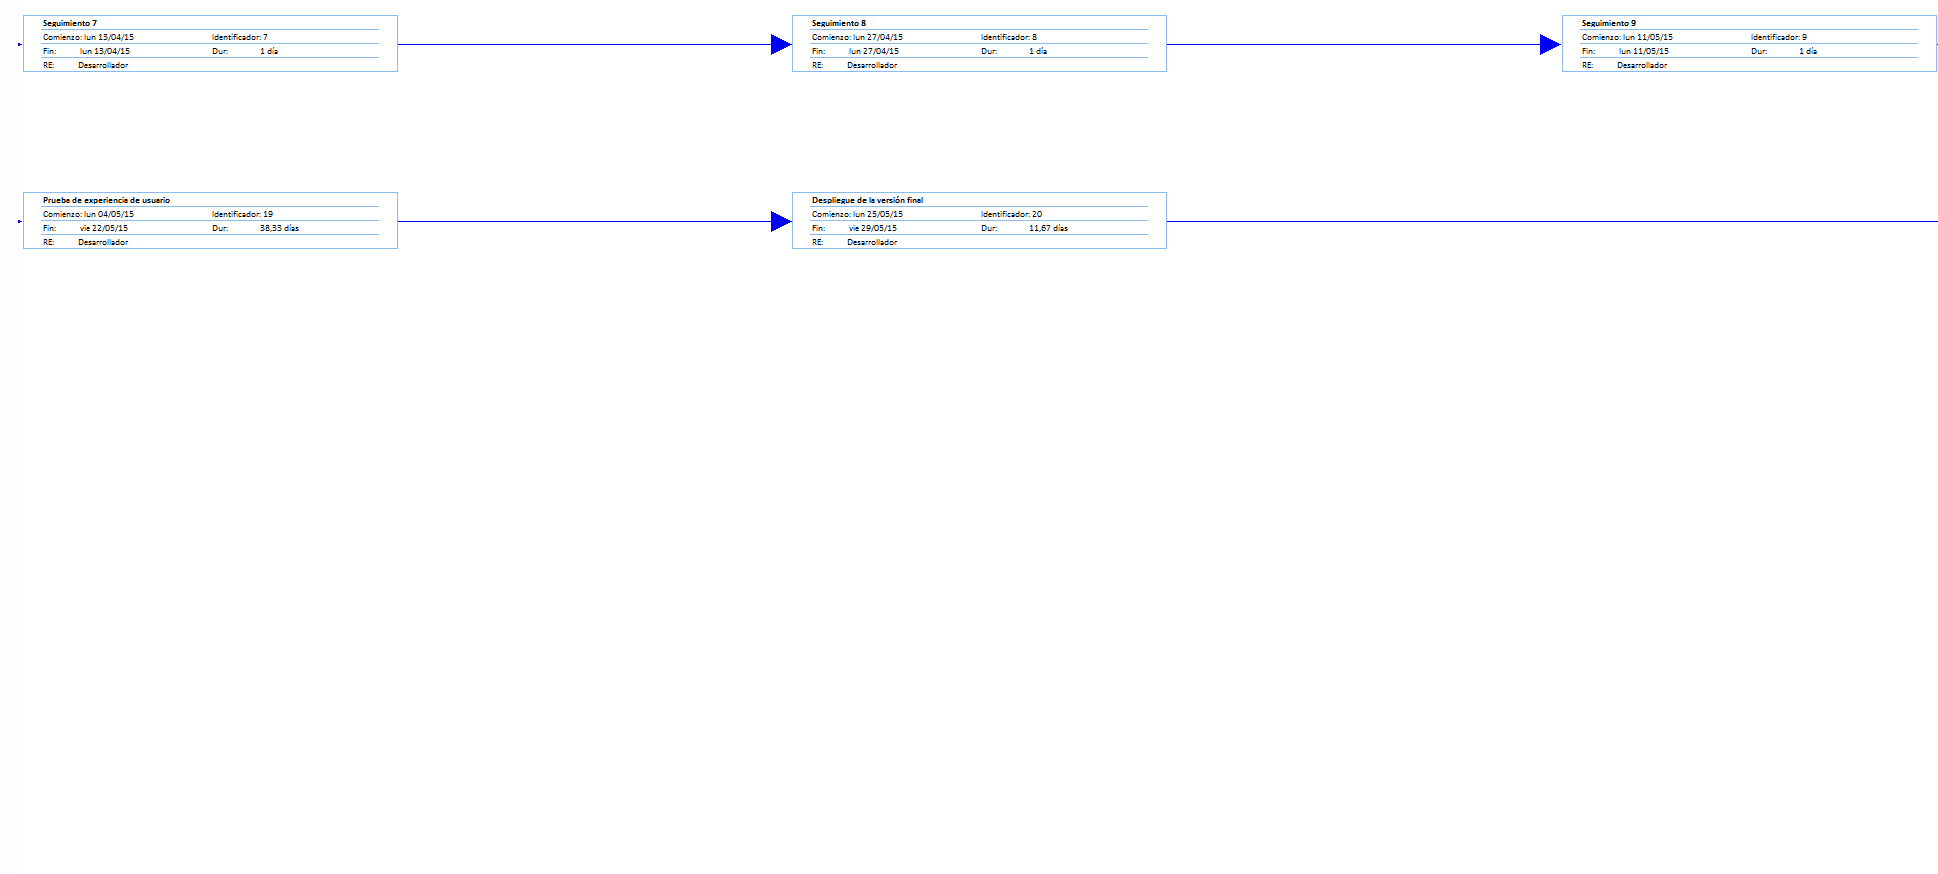 Seguimiento 7
Comienzo: lun 13/04/15 Identificador: 7
Fin: lun 13/04/15 Dur: 1 día
RE: Desarrollador
Seguimiento 8
Comienzo: lun 27/04/15 Identificador: 8
Fin: lun 27/04/15 Dur: 1 día
RE: Desarrollador
Seguimiento 9
Comienzo: lun 11/05/15 Identificador: 9
Fin: lun 11/05/15 Dur: 1 día
RE: Desarrollador
Prueba de experiencia de usuario
Comienzo: lun 04/05/15 Identificador: 19
Fin: vie 22/05/15 Dur: 38,33 días
RE: Desarrollador
Despliegue de la versión final
Comienzo: lun 25/05/15 Identificador: 20
Fin: vie 29/05/15 Dur: 11,67 días
RE: Desarrollador